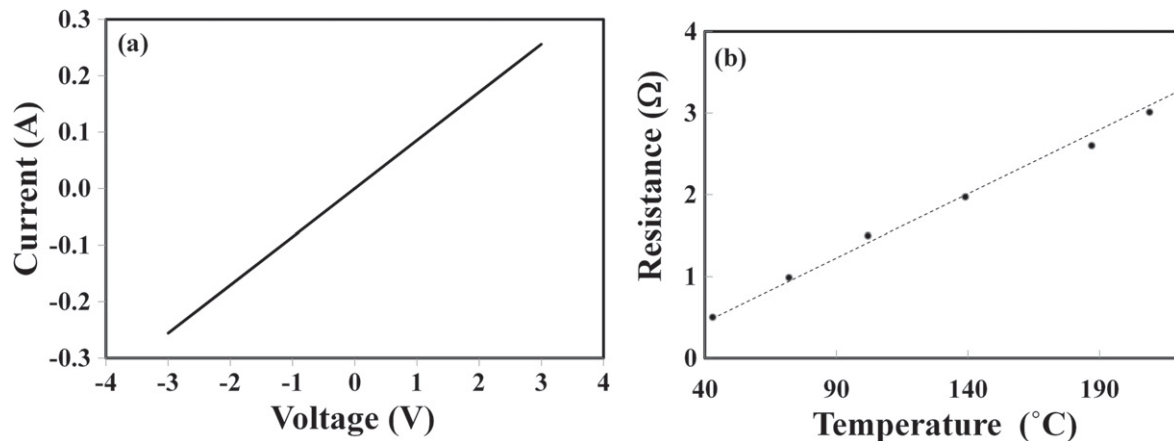 (a)
Current (A)
0.3
0.2
0.1
0.0
-0.1
-0.2
-0.3
-4 -3 -2 -1 0 1 2 3 4
Voltage (V)
(b)
Resistance (Ω)
4
3
2
1
0
40 90 140 190
Temperature (˚C)